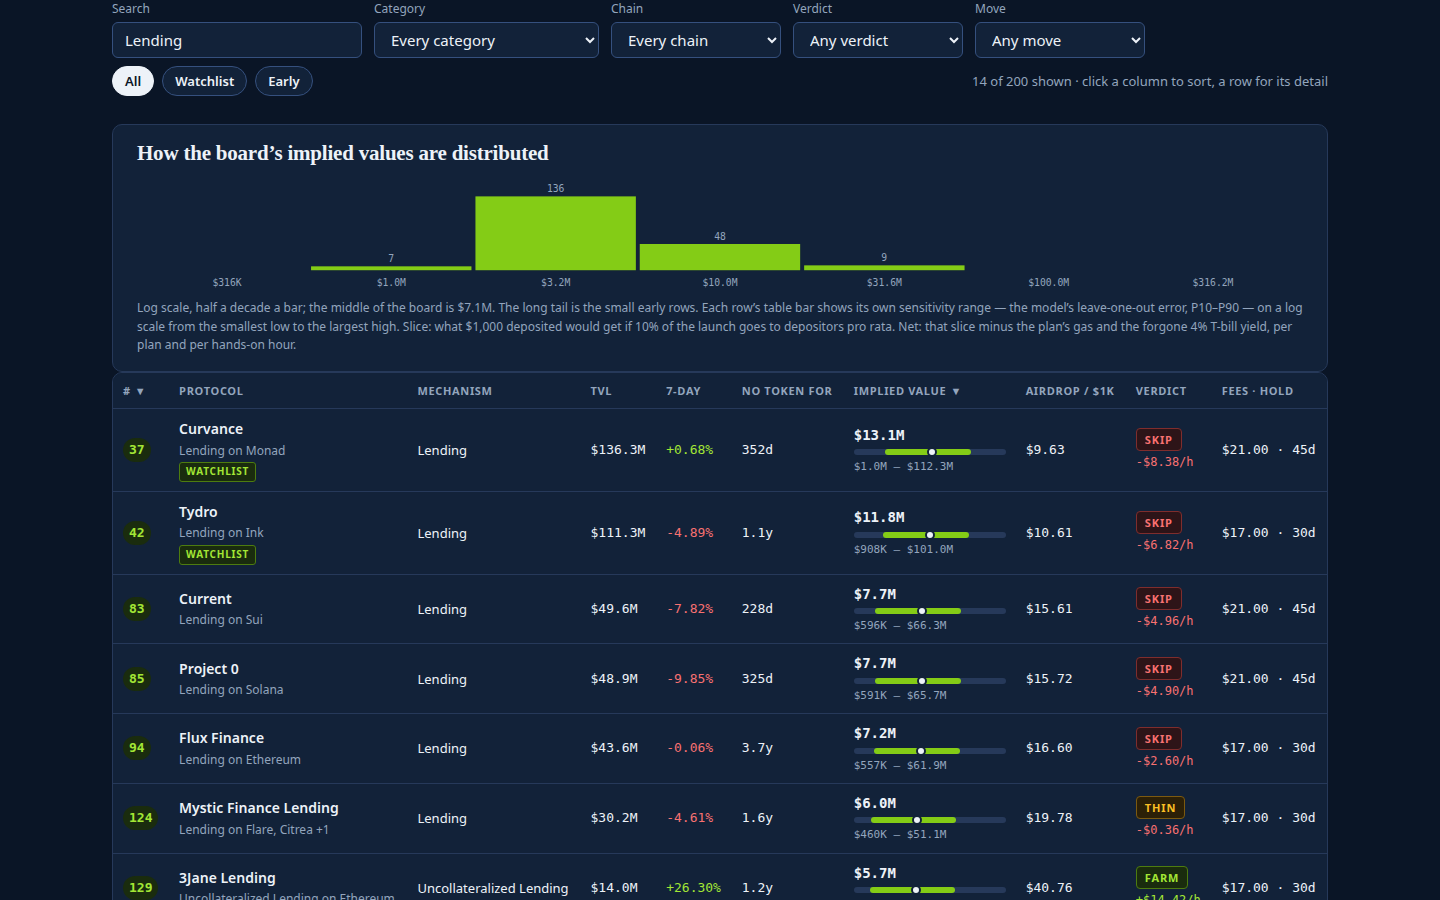 Search
Category
Chain
Verdict
Move
Lending
Every category
Every chain
Any verdict
Any move
All
Watchlist
Early
14 of 200 shown · click a column to sort, a row for its detail
How the board’s implied values are distributed
136
48
7
9
$316K
$1.0M
$3.2M
$10.0M
$31.6M
$100.0M
$316.2M
Log scale, half a decade a bar; the middle of the board is $7.1M. The long tail is the small early rows. Each row’s table bar shows its own sensitivity range — the model’s leave-one-out error, P10–P90 — on a log
scale from the smallest low to the largest high. Slice: what $1,000 deposited would get if 10% of the launch goes to depositors pro rata. Net: that slice minus the plan’s gas and the forgone 4% T-bill yield, per
plan and per hands-on hour.
# ▼ PROTOCOL MECHANISM TVL 7-DAY NO TOKEN FOR IMPLIED VALUE ▼ AIRDROP / $1K VERDICT FEES · HOLD
37
Curvance
Lending on Monad
WATCHLIST
Lending
$136.3M
+0.68%
352d
$13.1M
$1.0M — $112.3M
$9.63
SKIP
-$8.38/h
$21.00 · 45d
42
Tydro
Lending on Ink
WATCHLIST
Lending
$111.3M
-4.89%
1.1y
$11.8M
$908K — $101.0M
$10.61
SKIP
-$6.82/h
$17.00 · 30d
83
Current
Lending on Sui
Lending
$49.6M
-7.82%
228d
$7.7M
$596K — $66.3M
$15.61
SKIP
-$4.96/h
$21.00 · 45d
85
Project 0
Lending on Solana
Lending
$48.9M
-9.85%
325d
$7.7M
$591K — $65.7M
$15.72
SKIP
-$4.90/h
$21.00 · 45d
94
Flux Finance
Lending on Ethereum
Lending
$43.6M
-0.06%
3.7y
$7.2M
$557K — $61.9M
$16.60
SKIP
-$2.60/h
$17.00 · 30d
124
Mystic Finance Lending
Lending on Flare, Citrea +1
Lending
$30.2M
-4.61%
1.6y
$6.0M
$460K — $51.1M
$19.78
THIN
-$0.36/h
$17.00 · 30d
129
3Jane Lending
Uncollateralized Lending on Ethereum
Uncollateralized Lending
$14.0M
+26.30%
1.2y
$5.7M
$40.76
FARM
+$14.42/h
$17.00 · 30d